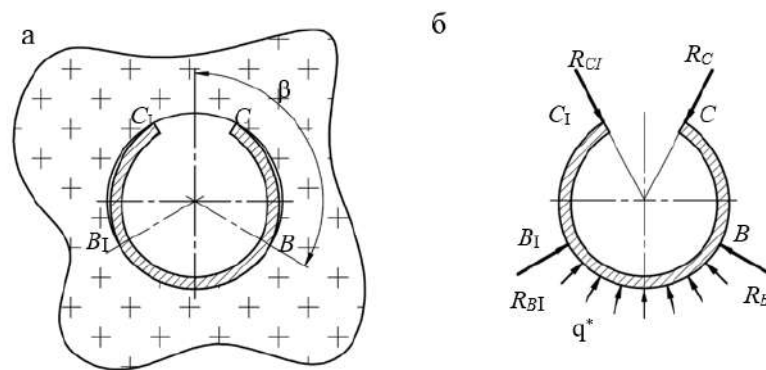 а
β
C_I
C
B_I
B
б
R_CI
R_C
C_I
C
B_I
B
R_BI
R_B
q*